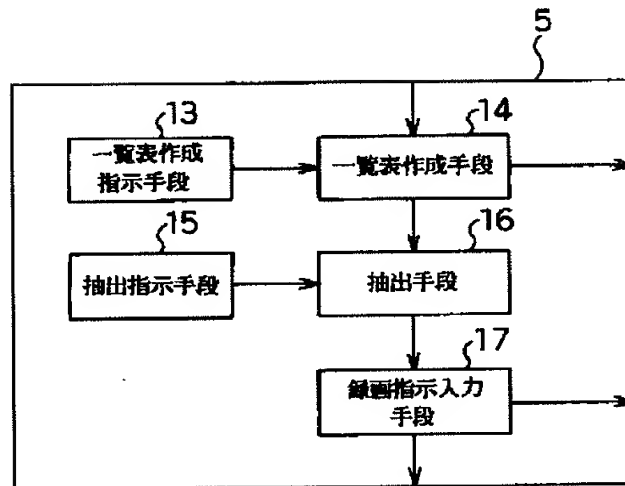 5
13
一覧表作成
指示手段
14
一覧表作成手段
15
抽出指示手段
16
抽出手段
17
録画指示入力
手段